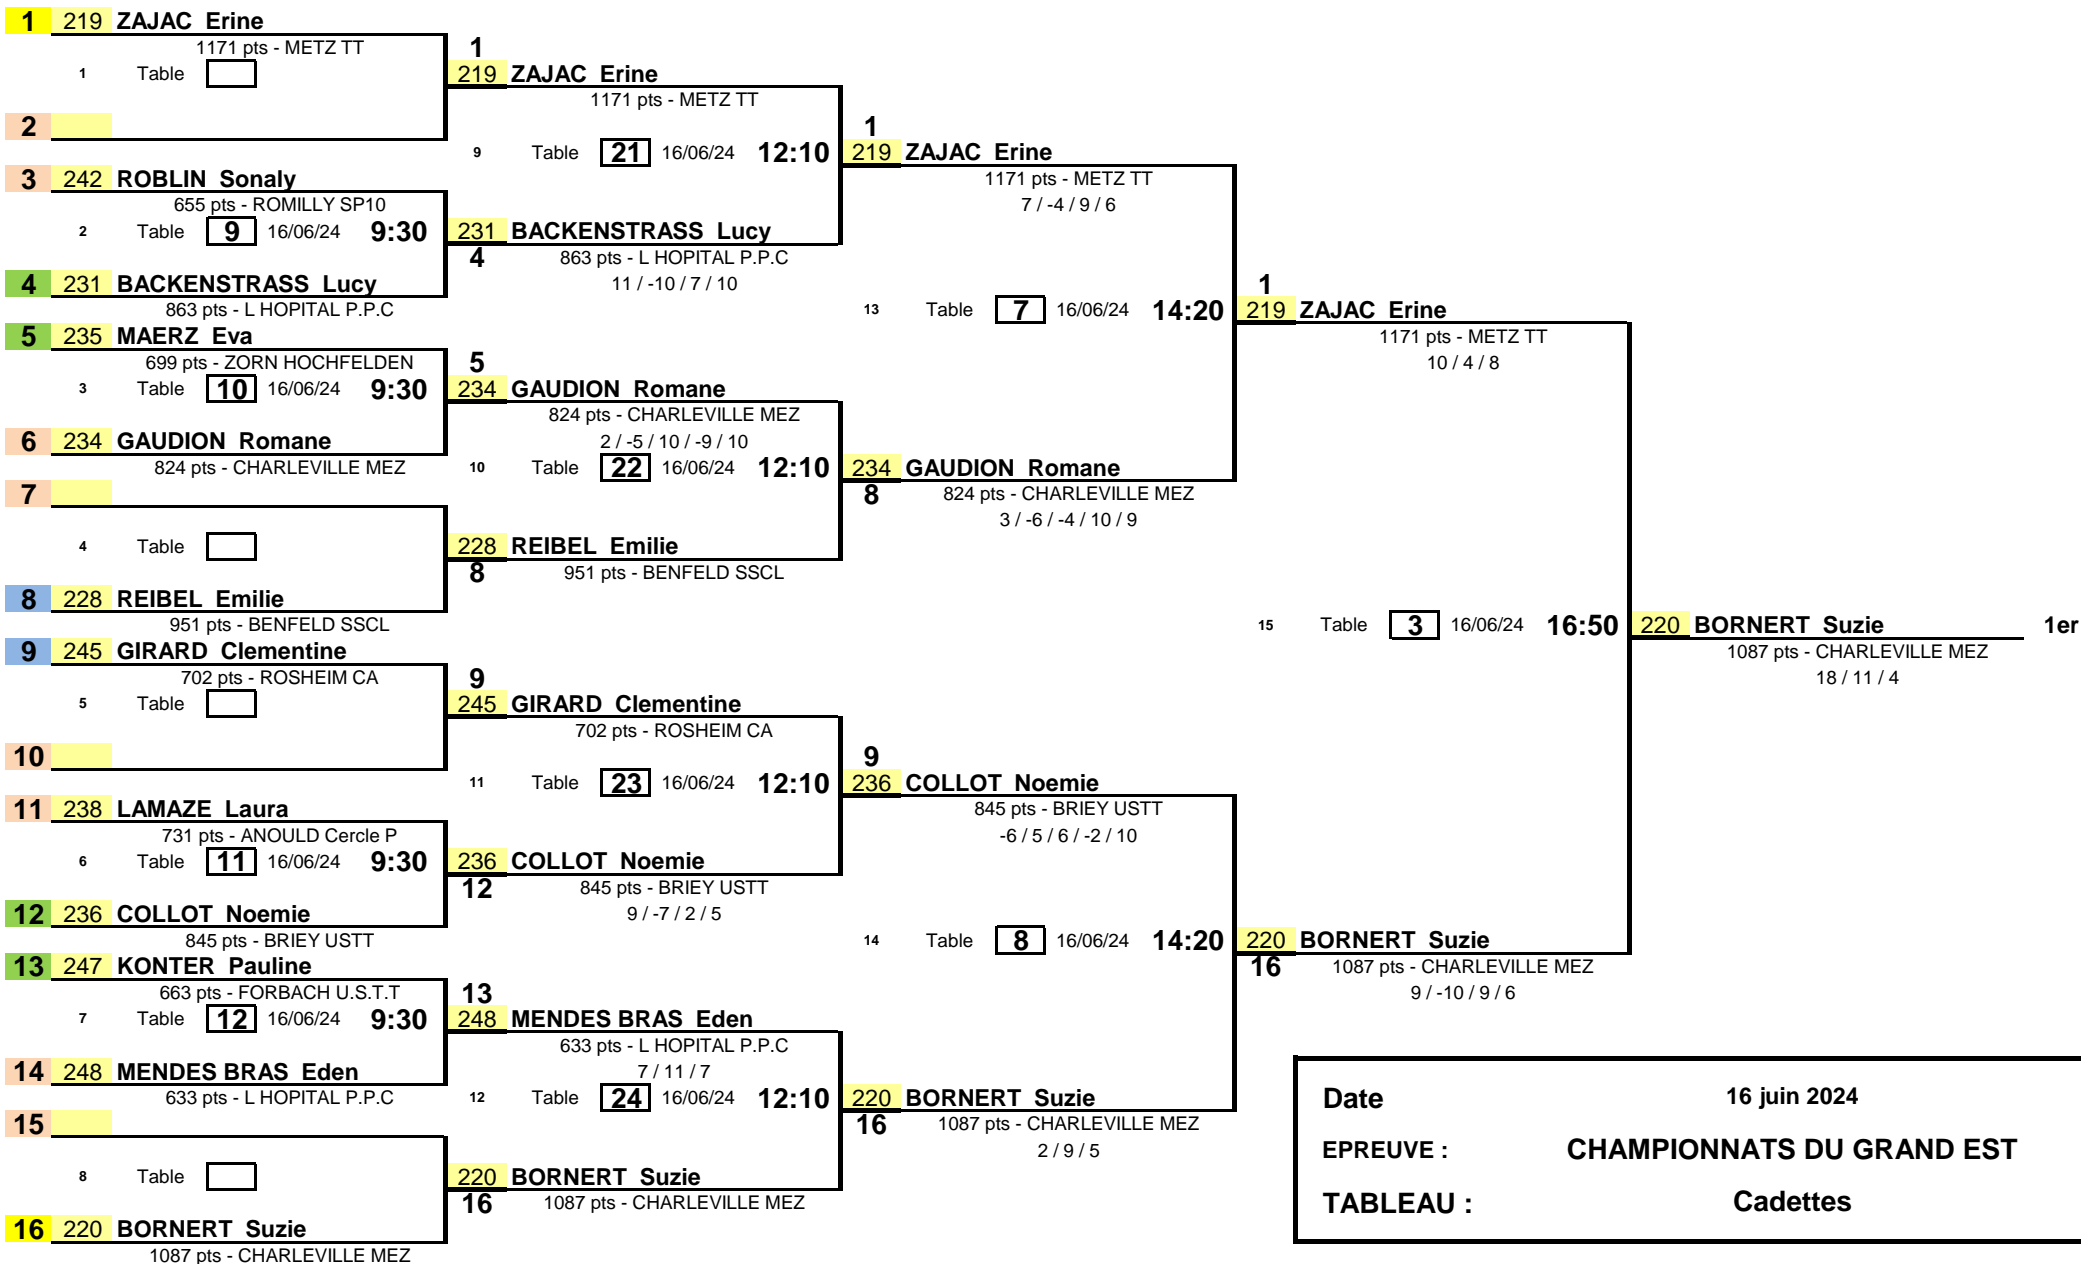 1 219 ZAJAC Erine
1171 pts - METZ TT
1 Table
2
3 242 ROBLIN Sonaly
655 pts - ROMILLY SP10
2 Table 9 16/06/24 9:30
4 231 BACKENSTRASS Lucy
863 pts - L HOPITAL P.P.C
5 235 MAERZ Eva
699 pts - ZORN HOCHFELDEN
3 Table 10 16/06/24 9:30
6 234 GAUDION Romane
824 pts - CHARLEVILLE MEZ
7
4 Table
8 228 REIBEL Emilie
951 pts - BENFELD SSCL
9 245 GIRARD Clementine
702 pts - ROSHEIM CA
5 Table
10
11 238 LAMAZE Laura
731 pts - ANOULD Cercle P
6 Table 11 16/06/24 9:30
12 236 COLLOT Noemie
845 pts - BRIEY USTT
13 247 KONTER Pauline
663 pts - FORBACH U.S.T.T
7 Table 12 16/06/24 9:30
14 248 MENDES BRAS Eden
633 pts - L HOPITAL P.P.C
15
8 Table
16 220 BORNERT Suzie
1087 pts - CHARLEVILLE MEZ
1
219 ZAJAC Erine
1171 pts - METZ TT
9 Table 21 16/06/24 12:10
231 BACKENSTRASS Lucy
4 863 pts - L HOPITAL P.P.C
11 / -10 / 7 / 10
5
234 GAUDION Romane
824 pts - CHARLEVILLE MEZ
2 / -5 / 10 / -9 / 10
10 Table 22 16/06/24 12:10
228 REIBEL Emilie
8 951 pts - BENFELD SSCL
9
245 GIRARD Clementine
702 pts - ROSHEIM CA
11 Table 23 16/06/24 12:10
236 COLLOT Noemie
12 845 pts - BRIEY USTT
9 / -7 / 2 / 5
13
248 MENDES BRAS Eden
633 pts - L HOPITAL P.P.C
7 / 11 / 7
12 Table 24 16/06/24 12:10
220 BORNERT Suzie
16 1087 pts - CHARLEVILLE MEZ
1
219 ZAJAC Erine
1171 pts - METZ TT
7 / -4 / 9 / 6
13 Table 7 16/06/24 14:20
234 GAUDION Romane
8 824 pts - CHARLEVILLE MEZ
3 / -6 / -4 / 10 / 9
9
236 COLLOT Noemie
845 pts - BRIEY USTT
-6 / 5 / 6 / -2 / 10
14 Table 8 16/06/24 14:20
220 BORNERT Suzie
16 1087 pts - CHARLEVILLE MEZ
2 / 9 / 5
1
219 ZAJAC Erine
1171 pts - METZ TT
10 / 4 / 8
15 Table 3 16/06/24 16:50
220 BORNERT Suzie
16 1087 pts - CHARLEVILLE MEZ
9 / -10 / 9 / 6
220 BORNERT Suzie 1er
1087 pts - CHARLEVILLE MEZ
18 / 11 / 4
Date 16 juin 2024
EPREUVE : CHAMPIONNATS DU GRAND EST
TABLEAU : Cadettes